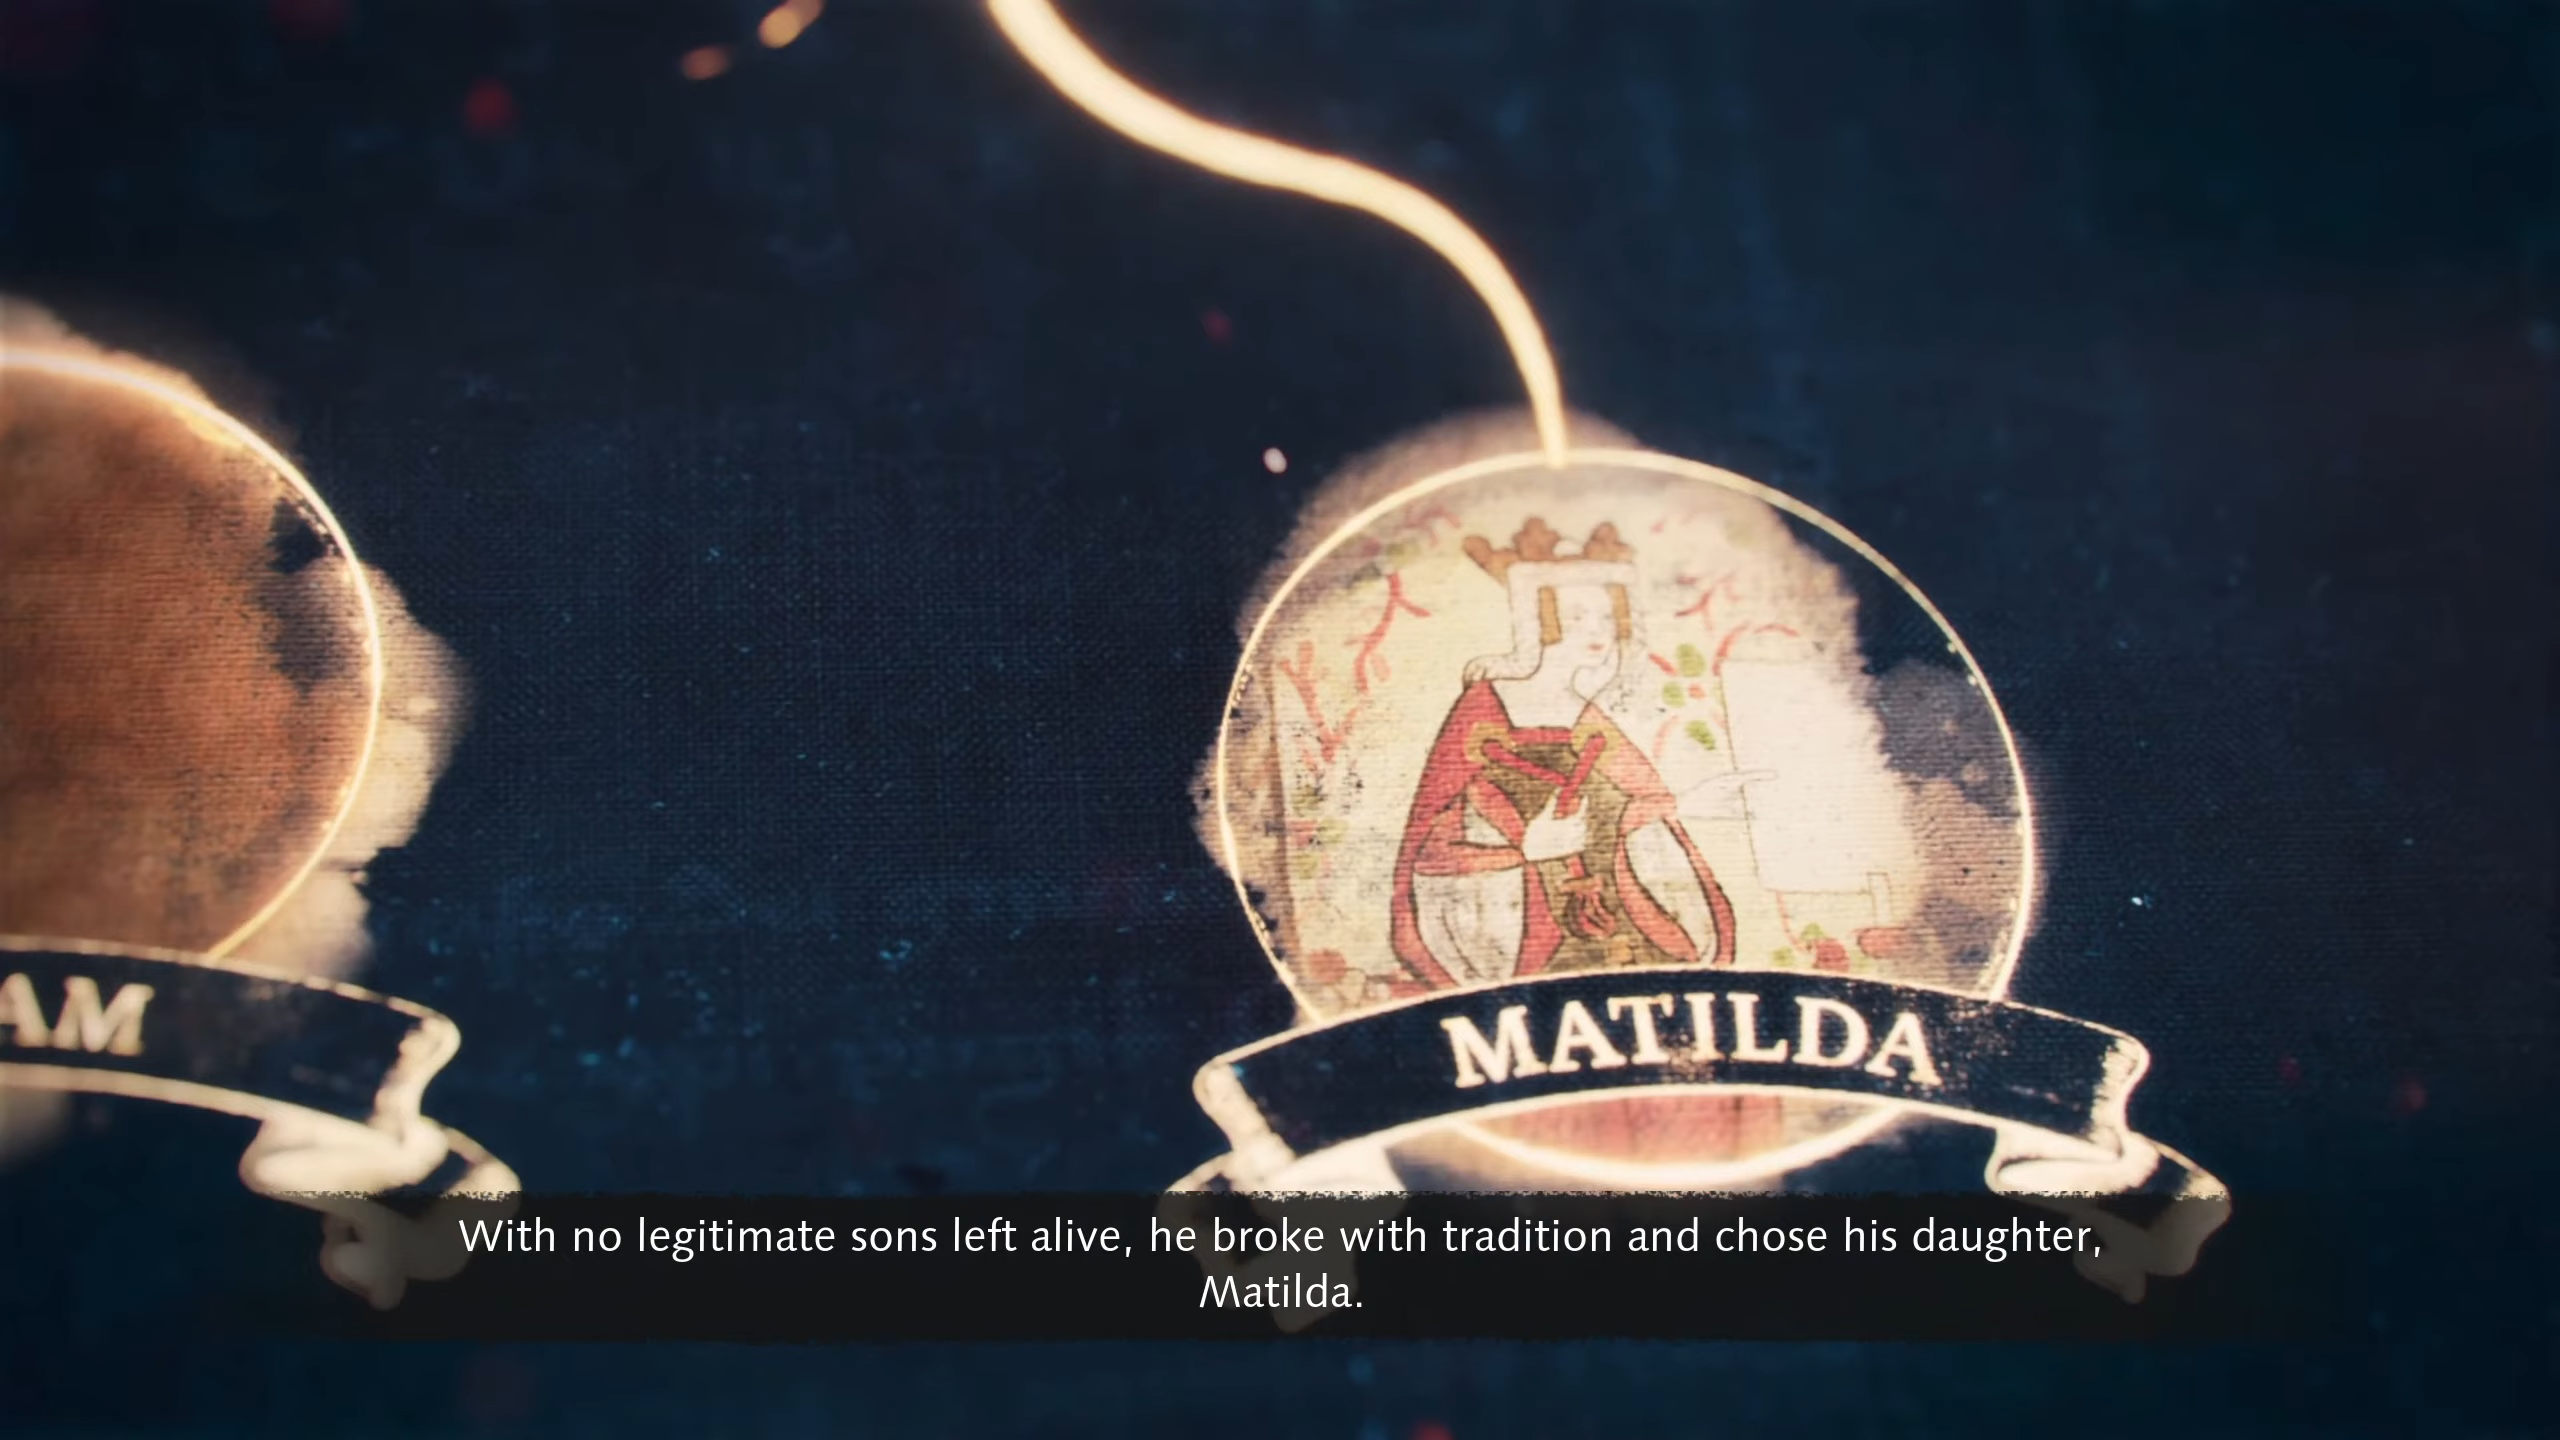 AM
MATILDA
With no legitimate sons left alive, he broke with tradition and chose his daughter,
Matilda.